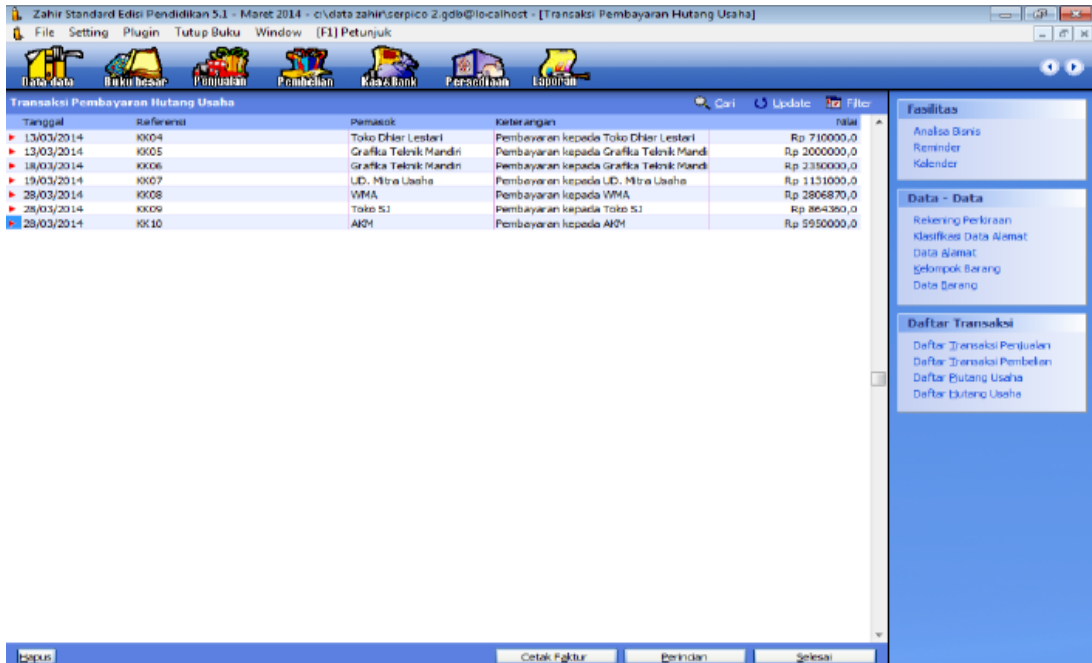 Zahir Standard Edisi Pendidikan 5.1 - Maret 2014 - c:\data zahir\serpico 2.gdb@localhost - [Transaksi Pembayaran Hutang Usaha]
File Setting Plugin Tutup Buku Window [F1] Petunjuk
Data data Buku besar Penjualan Pembelian Kas & Bank Persediaan Laporan
Transaksi Pembayaran Hutang Usaha Cari Update Filter
Tanggal Referensi Pemasok Keterangan Nilai
13/03/2014 KK04 Toko Dhiar Lestari Pembayaran kepada Toko Dhiar Lestari Rp 710000,0
13/03/2014 KK05 Grafika Teknik Mandiri Pembayaran kepada Grafika Teknik Mandi Rp 2000000,0
18/03/2014 KK06 Grafika Teknik Mandiri Pembayaran kepada Grafika Teknik Mandi Rp 2350000,0
19/03/2014 KK07 UD. Mitra Usaha Pembayaran kepada UD. Mitra Usaha Rp 1131000,0
28/03/2014 KK08 WMA Pembayaran kepada WMA Rp 2806870,0
28/03/2014 KK09 Toko SJ Pembayaran kepada Toko SJ Rp 864360,0
28/03/2014 KK10 AKM Pembayaran kepada AKM Rp 5950000,0
Hapus Cetak Faktur Perincian Selesai
Fasilitas
Analisa Bisnis
Reminder
Kalender
Data - Data
Rekening Perkiraan
Klasifikasi Data Alamat
Data Alamat
Kelompok Barang
Data Barang
Daftar Transaksi
Daftar Transaksi Penjualan
Daftar Transaksi Pembelian
Daftar Piutang Usaha
Daftar Hutang Usaha